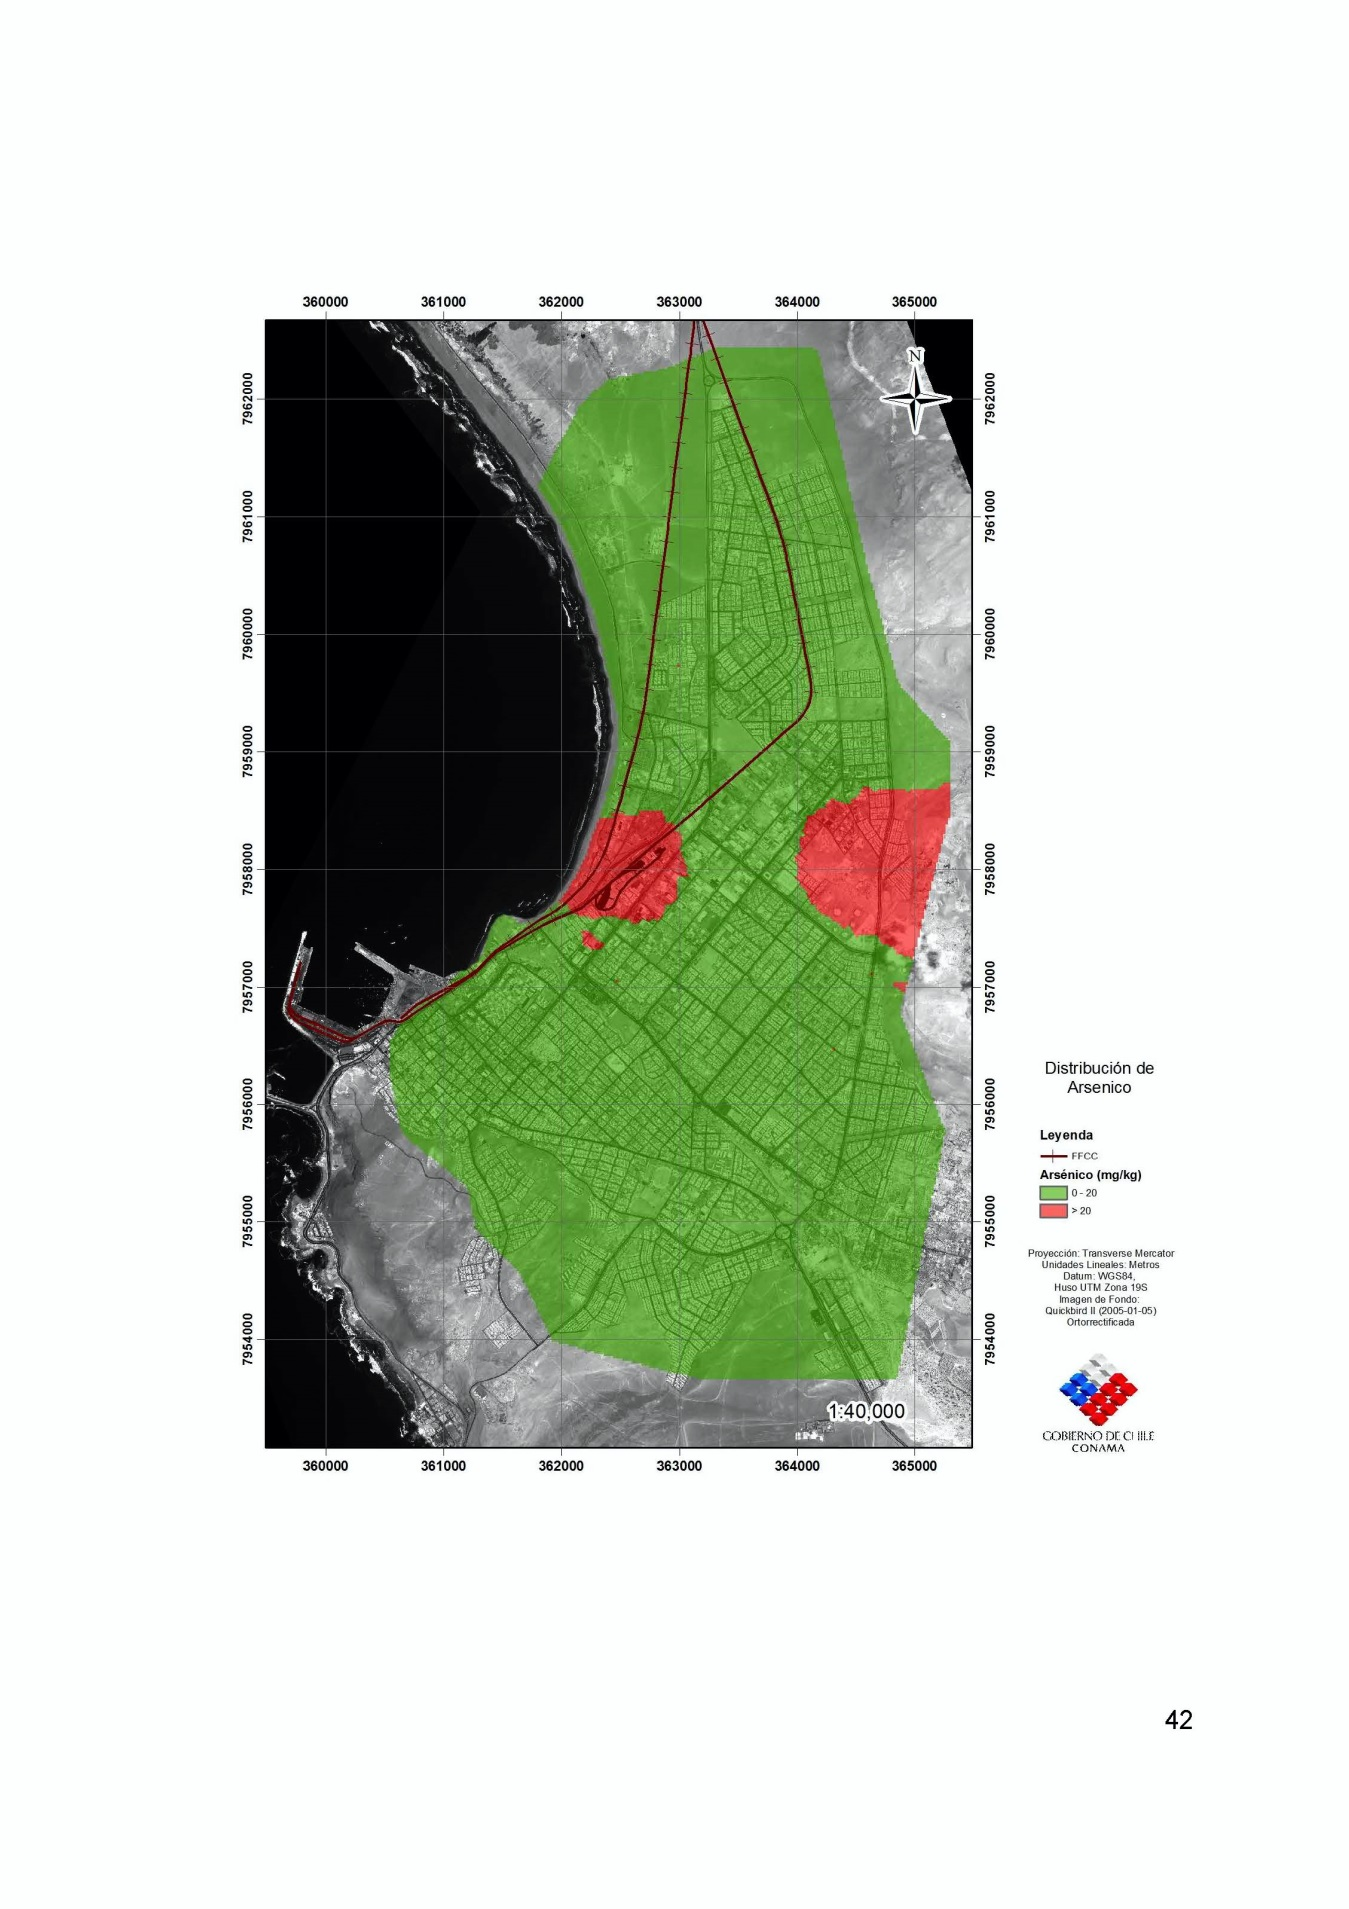 360000 361000 362000 363000 364000 365000
N
7962000 7962000
7961000 7961000
7960000 7960000
7959000 7959000
7958000 7958000
7957000 7957000
7956000 7956000
7955000 7955000
7954000 7954000
1:40,000
360000 361000 362000 363000 364000 365000
Distribución de
Arsenico
Leyenda
FFCC
Arsénico (mg/kg)
0 - 20
> 20
Proyección: Transverse Mercator
Unidades Lineales: Metros
Datum: WGS84,
Huso UTM Zona 19S
Imagen de Fondo:
Quickbird II (2005-01-05)
Ortorrectificada
GOBIERNO DE CHILE
CONAMA
42